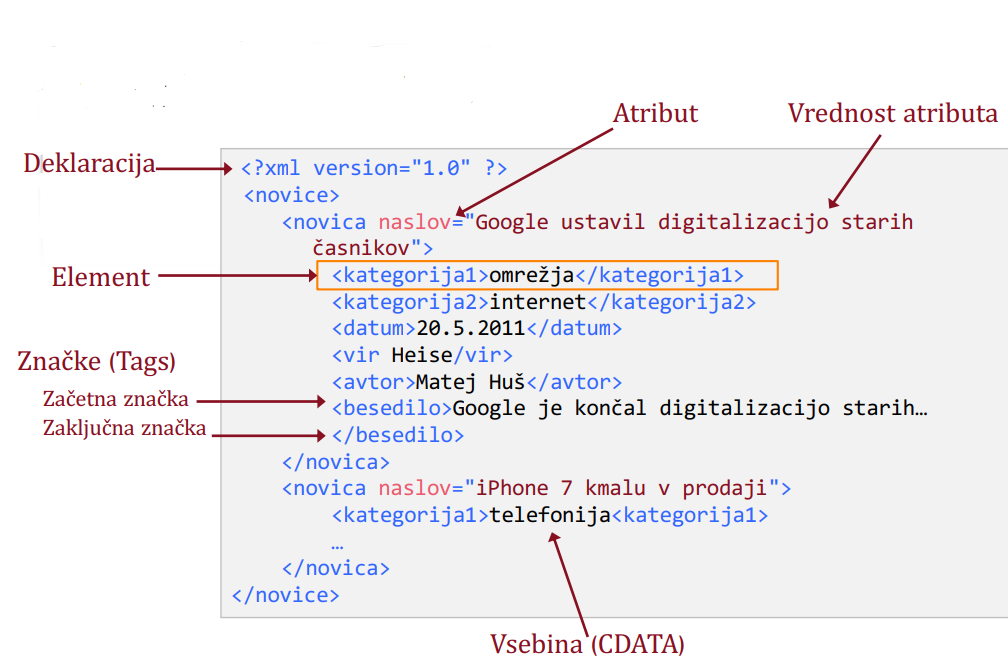 Atribut
Vrednost atributa
Deklaracija
<?xml version="1.0" ?>
<novice>
<novica naslov="Google ustavil digitalizacijo starih
časnikov">
Element
<kategorija1>omrežja</kategorija1>
<kategorija2>internet</kategorija2>
<datum>20.5.2011</datum>
<vir Heise/vir>
Značke (Tags)
<avtor>Matej Huš</avtor>
Začetna značka
<besedilo>Google je končal digitalizacijo starih…
Zaključna značka
</besedilo>
</novica>
<novica naslov="iPhone 7 kmalu v prodaji">
<kategorija1>telefonija<kategorija1>
…
</novica>
</novice>
Vsebina (CDATA)